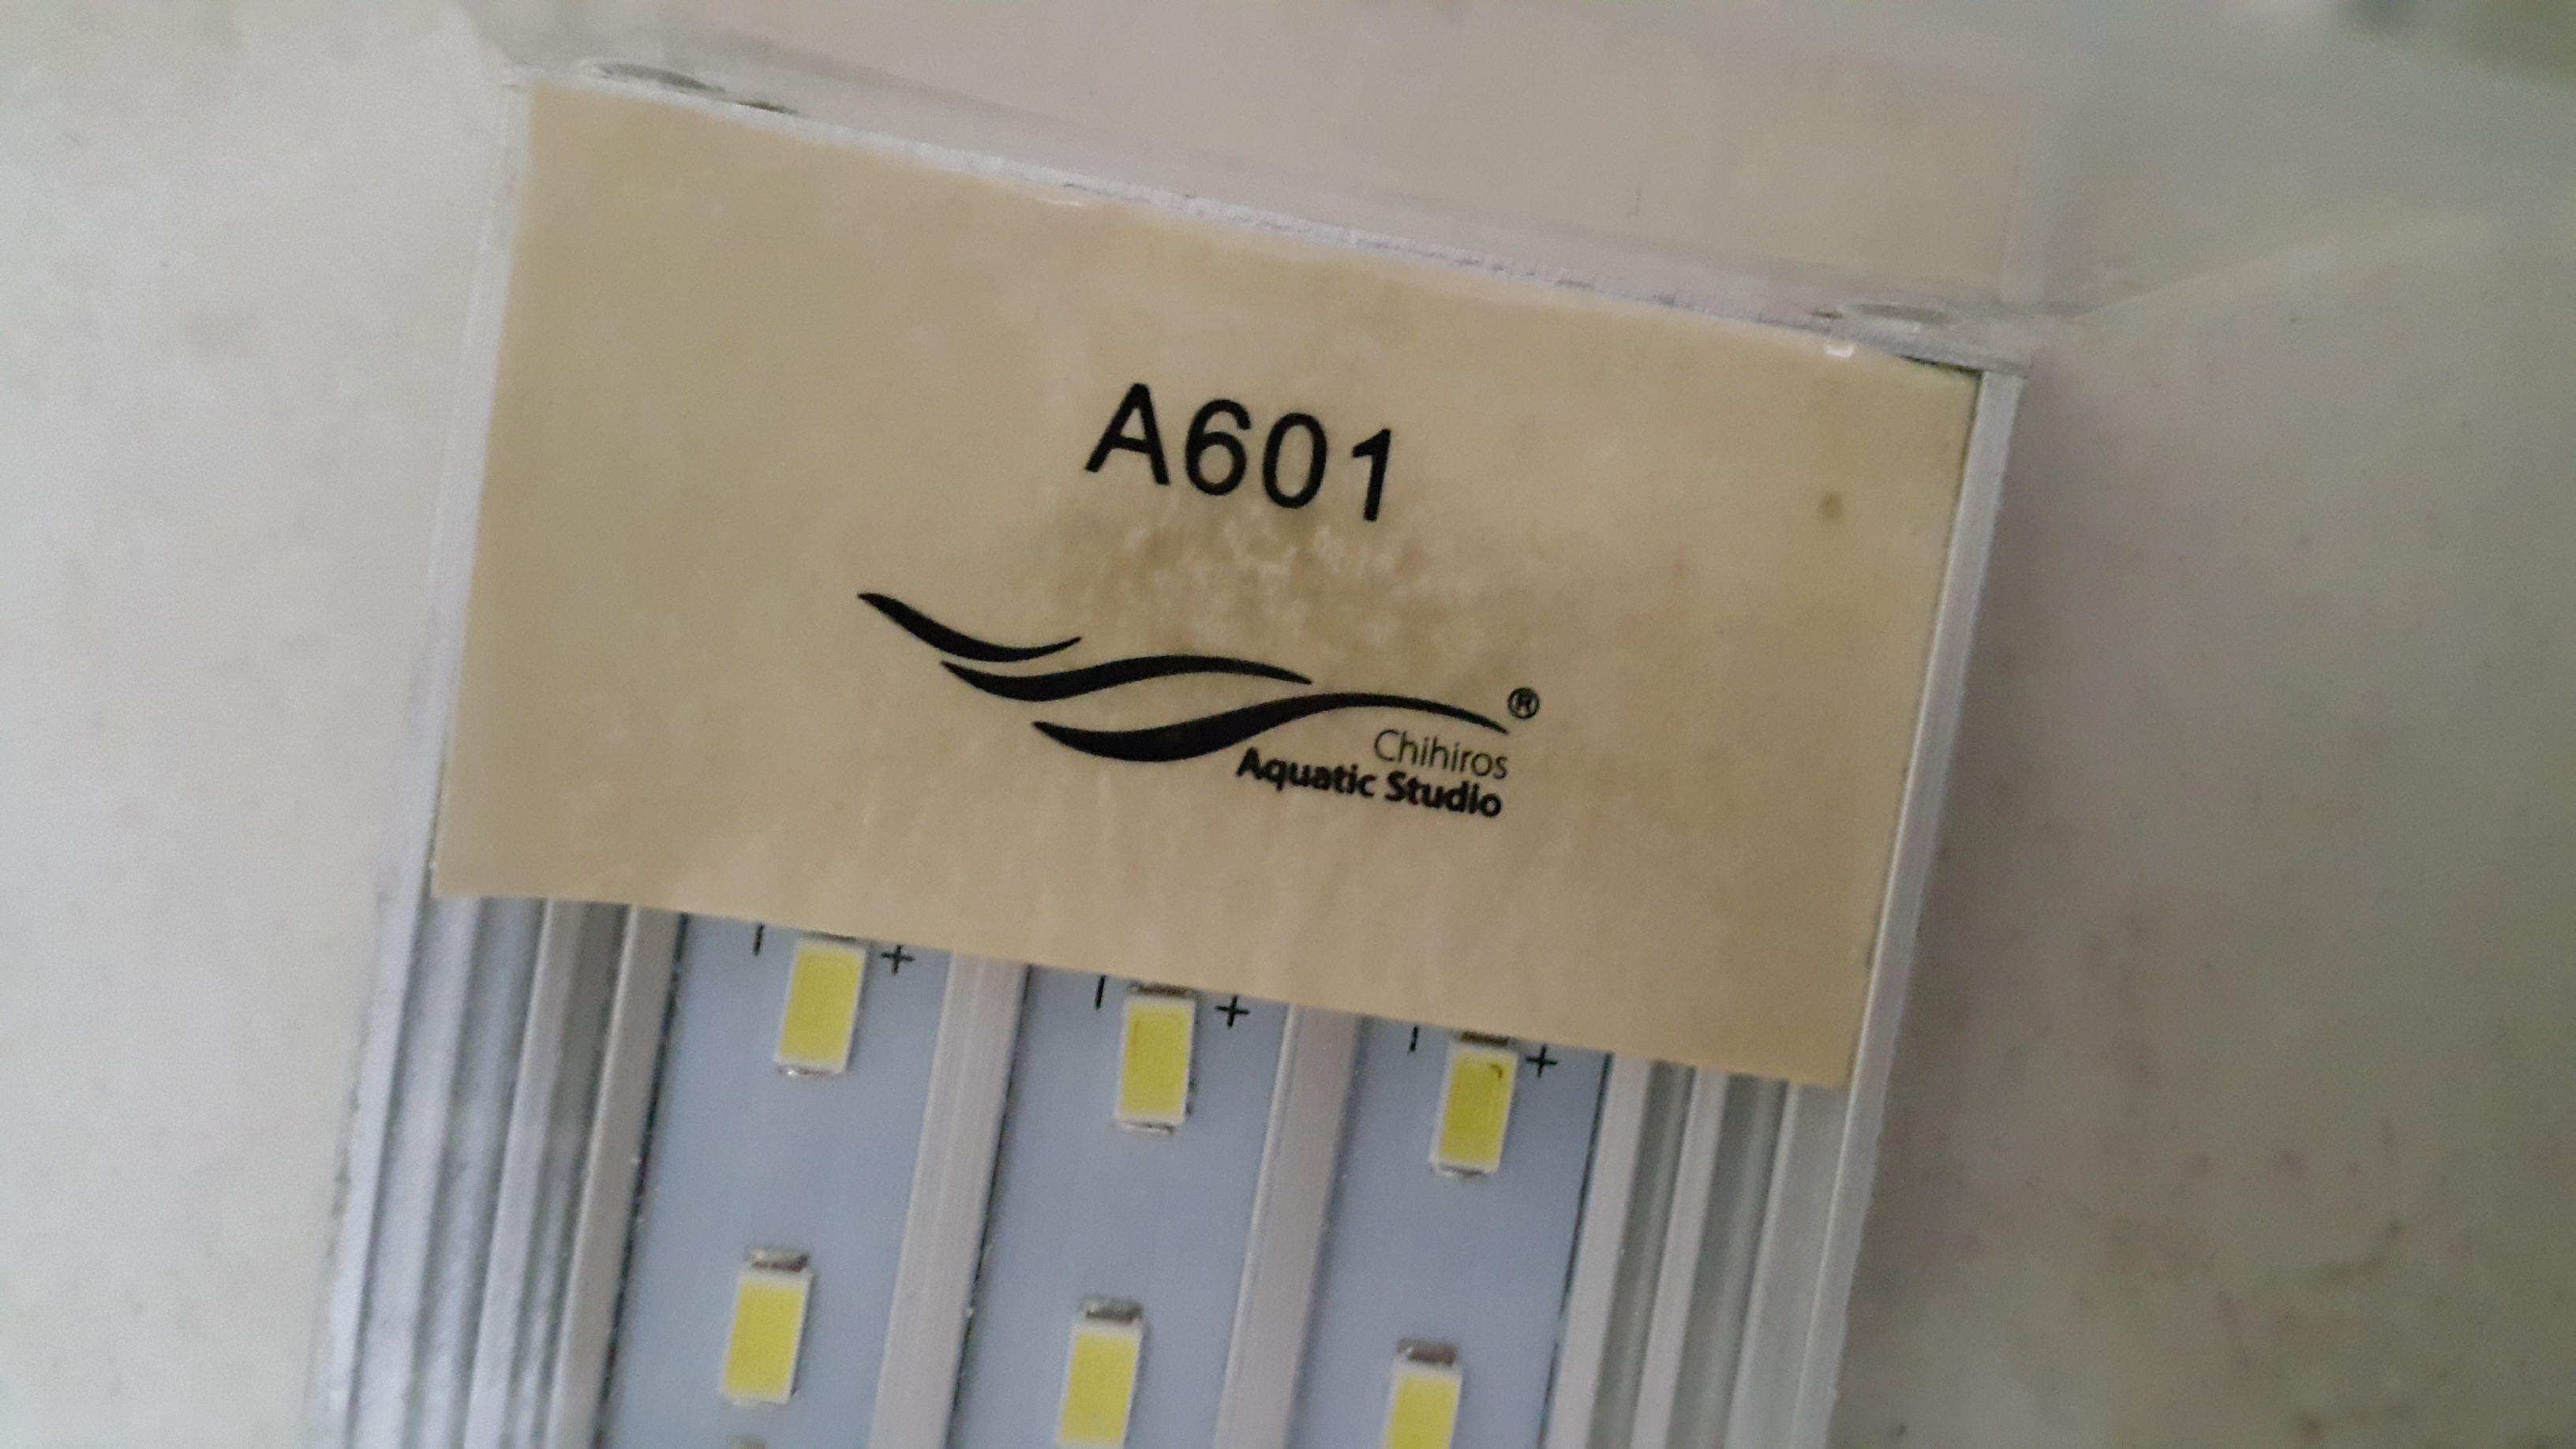 A601
®
Chihiros
Aquatic Studio
- +
- +
- +